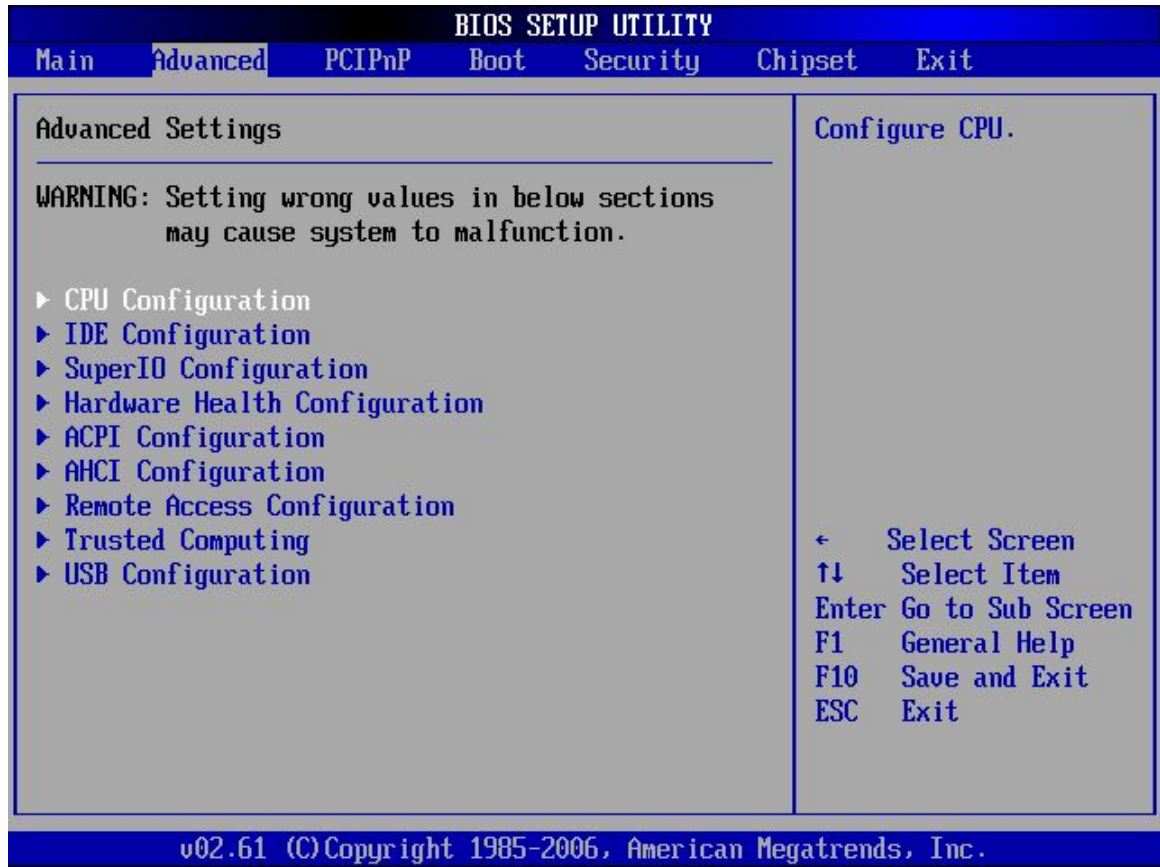 BIOS SETUP UTILITY
Main Advanced PCIPnP Boot Security Chipset Exit
Advanced Settings
WARNING: Setting wrong values in below sections
may cause system to malfunction.
▶ CPU Configuration
▶ IDE Configuration
▶ SuperIO Configuration
▶ Hardware Health Configuration
▶ ACPI Configuration
▶ AHCI Configuration
▶ Remote Access Configuration
▶ Trusted Computing
▶ USB Configuration
Configure CPU.
← Select Screen
↑↓ Select Item
Enter Go to Sub Screen
F1 General Help
F10 Save and Exit
ESC Exit
v02.61 (C)Copyright 1985-2006, American Megatrends, Inc.